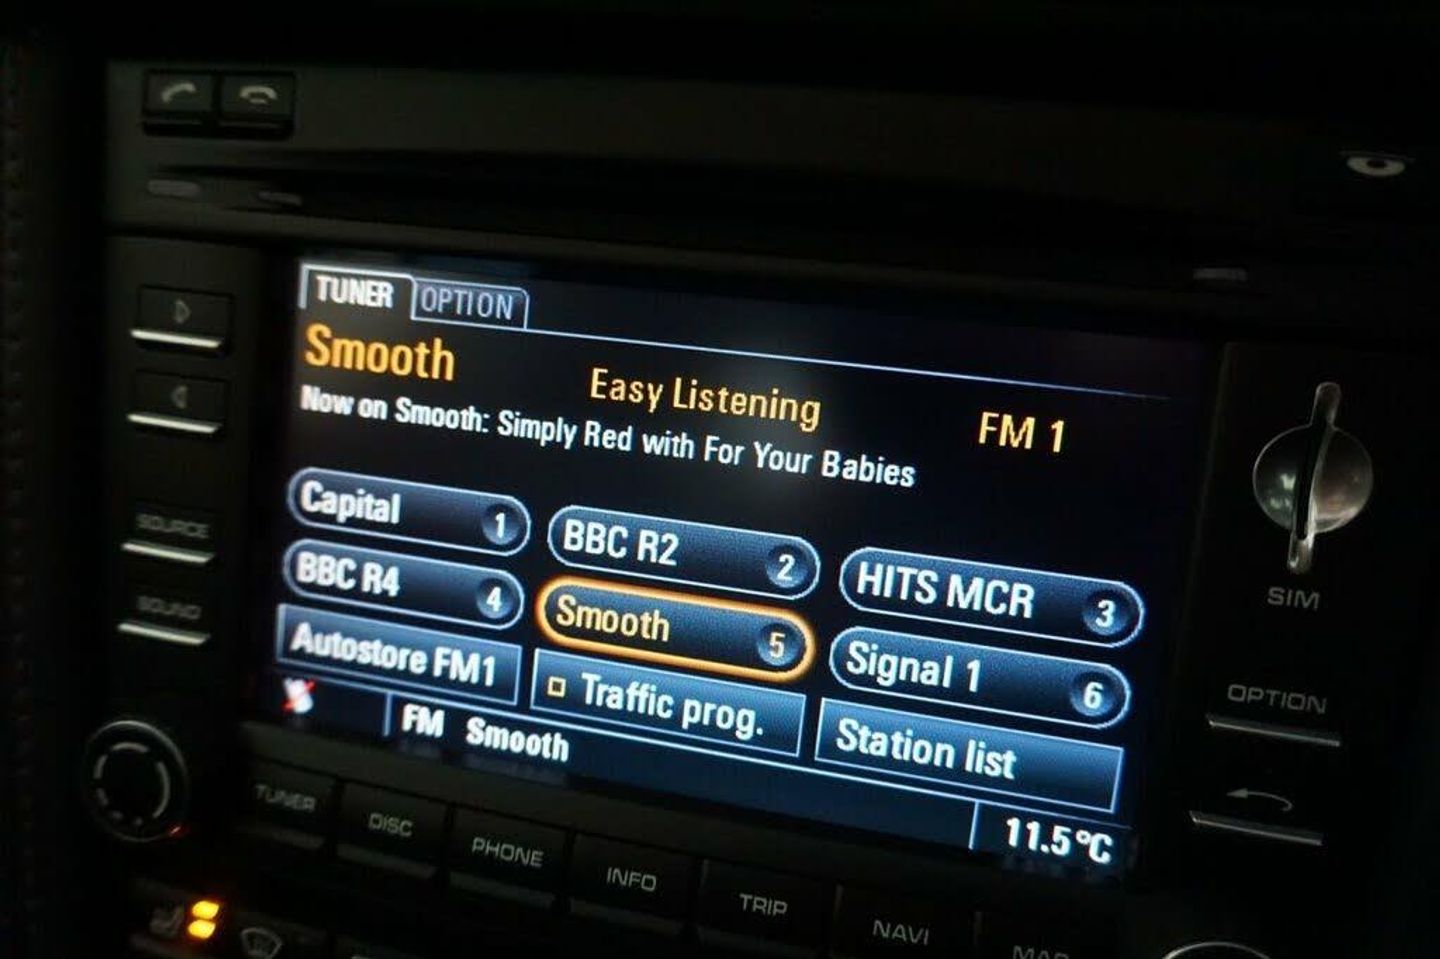 TUNER OPTION
Smooth Easy Listening FM 1
Now on Smooth: Simply Red with For Your Babies
Capital 1 BBC R2 2 HITS MCR 3
BBC R4 4 Smooth 5 Signal 1 6
Autostore FM1 Traffic prog. Station list
FM Smooth 11.5°C
SOURCE
SOUND
SIM
OPTION
TUNER DISC PHONE INFO TRIP NAVI MAP